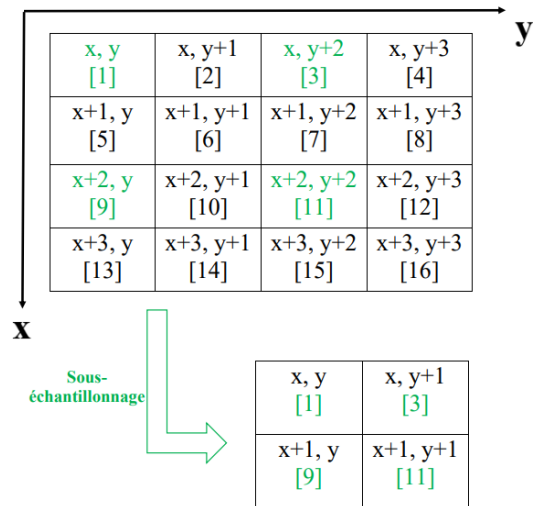 y
x, y x, y+1 x, y+2 x, y+3
[1] [2] [3] [4]
x+1, y x+1, y+1 x+1, y+2 x+1, y+3
[5] [6] [7] [8]
x+2, y x+2, y+1 x+2, y+2 x+2, y+3
[9] [10] [11] [12]
x+3, y x+3, y+1 x+3, y+2 x+3, y+3
[13] [14] [15] [16]
x
Sous-
échantillonnage
x, y x, y+1
[1] [3]
x+1, y x+1, y+1
[9] [11]